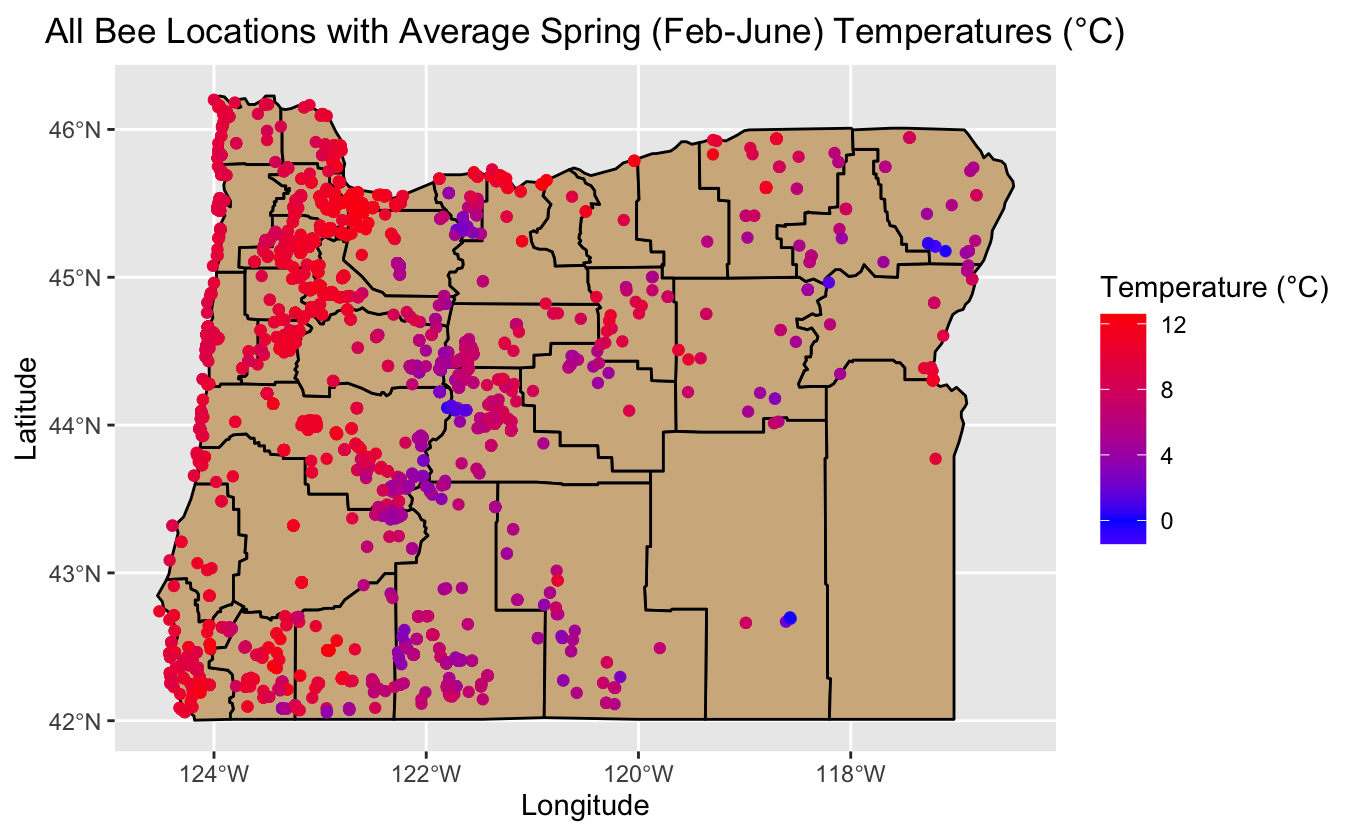 All Bee Locations with Average Spring (Feb-June) Temperatures (°C)
46°N
45°N
44°N
43°N
42°N
Latitude
124°W
122°W
120°W
118°W
Longitude
Temperature (°C)
12
8
4
0